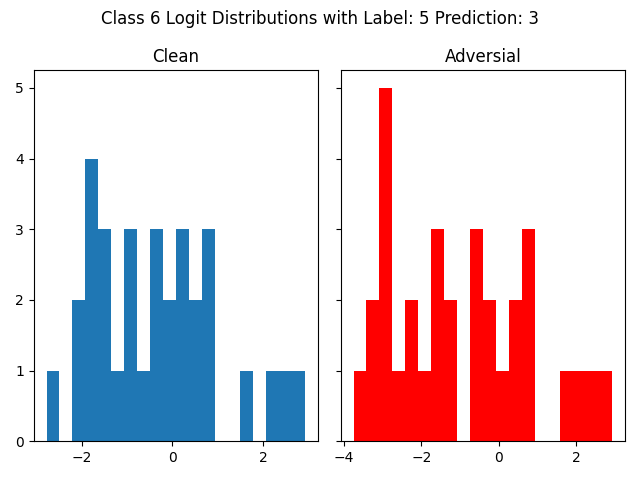 Class 6 Logit Distributions with Label: 5 Prediction: 3
Clean
Adversial
5
4
3
2
1
0
−2 0 2
−4 −2 0 2